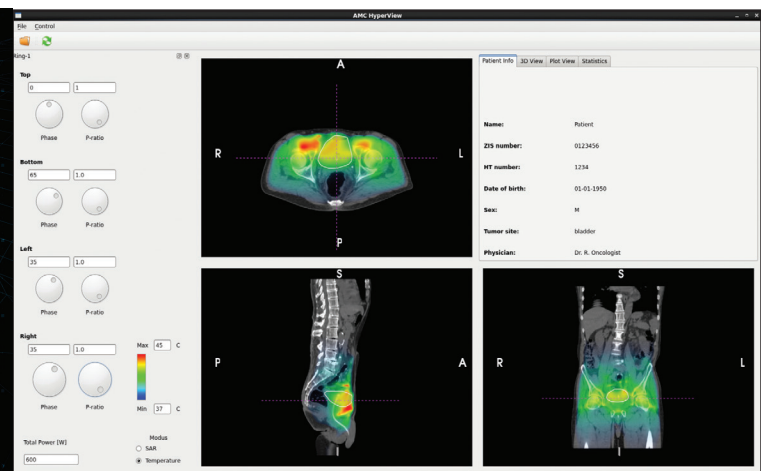 AMC HyperView
File Control
Ring-1
Top
0 1
Phase P-ratio
Bottom
65 1.0
Phase P-ratio
Left
35 1.0
Phase P-ratio
Right
35 1.0
Phase P-ratio
Max 45 C
Min 37 C
Total Power [W]
600
Modus
SAR
Temperature
A
R L
P
S
P A
I
Patient Info 3D View Plot View Statistics
Name: Patient
ZIS number: 0123456
HT number: 1234
Date of birth: 01-01-1950
Sex: M
Tumor site: bladder
Physician: Dr. R. Oncologist
S
R L
I